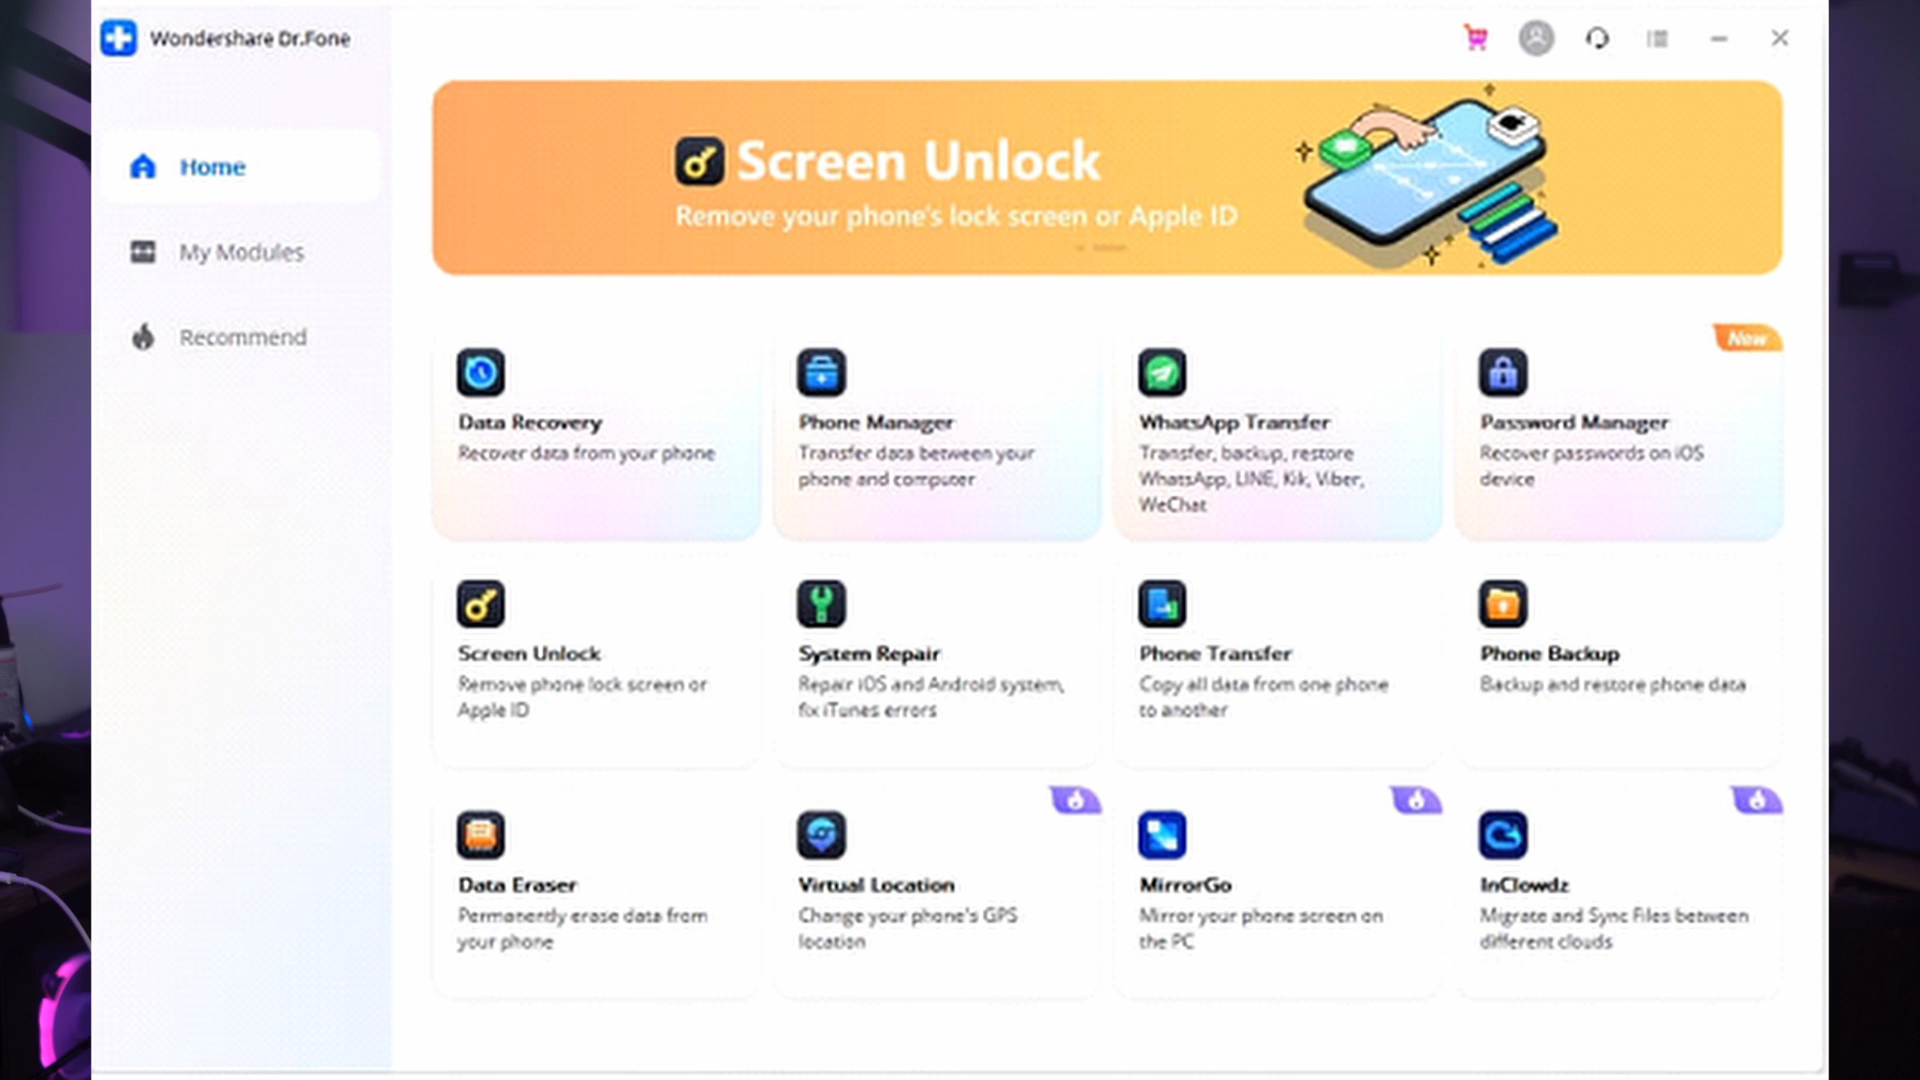 Wondershare Dr.Fone
Home
My Modules
Recommend
Screen Unlock
Remove your phone's lock screen or Apple ID
Data Recovery
Recover data from your phone
Phone Manager
Transfer data between your
phone and computer
WhatsApp Transfer
Transfer, backup, restore
WhatsApp, LINE, Kik, Viber,
WeChat
New
Password Manager
Recover passwords on iOS
device
Screen Unlock
Remove phone lock screen or
Apple ID
System Repair
Repair iOS and Android system,
fix iTunes errors
Phone Transfer
Copy all data from one phone
to another
Phone Backup
Backup and restore phone data
Data Eraser
Permanently erase data from
your phone
Virtual Location
Change your phone's GPS
location
MirrorGo
Mirror your phone screen on
the PC
InClowdz
Migrate and Sync Files between
different clouds